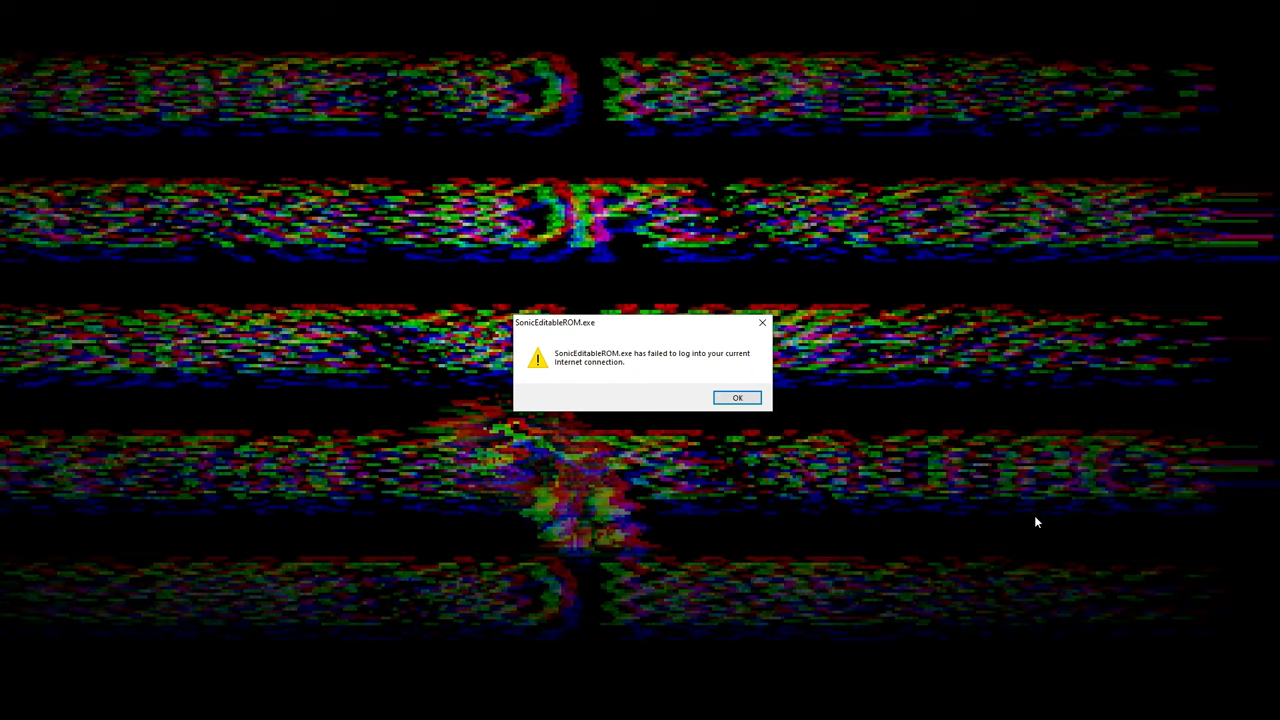 SonicEditableROM.exe
SonicEditableROM.exe has failed to log into your current
Internet connection.
OK